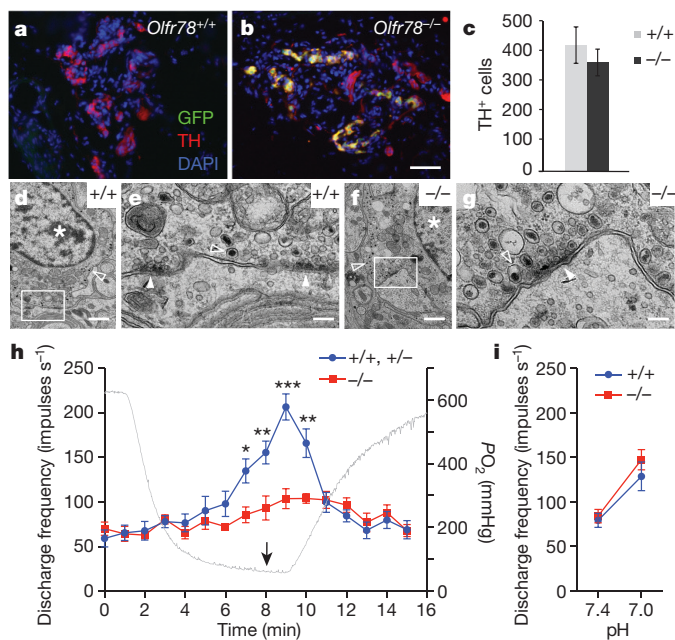 a
Olfr78+/+
GFP
TH
DAPI
b
Olfr78−/−
c
TH+ cells
500
400
300
200
100
0
+/+
−/−
d
+/+
*
e
+/+
f
−/−
*
g
−/−
h
+/+, +/−
−/−
Discharge frequency (impulses s−1)
250
200
150
100
50
0
*
**
***
**
600
400
200
0
PO2 (mmHg)
0 2 4 6 8 10 12 14 16
Time (min)
i
+/+
−/−
Discharge frequency (impulses s−1)
250
200
150
100
50
0
7.4 7.0
pH